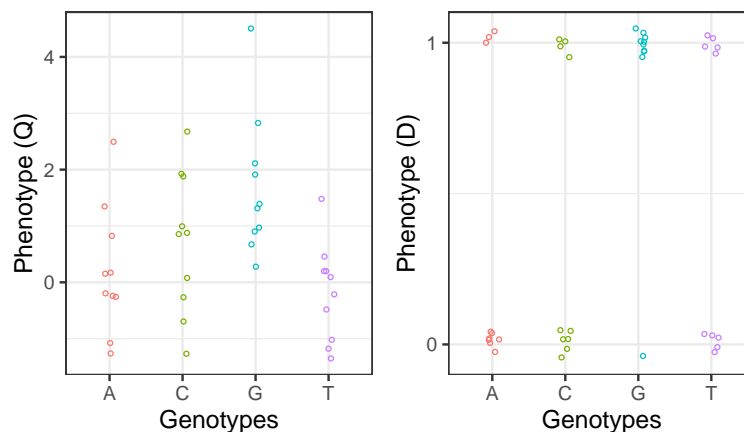 Phenotype (Q)
4
2
0
A C G T
Genotypes
Phenotype (D)
1
0
A C G T
Genotypes